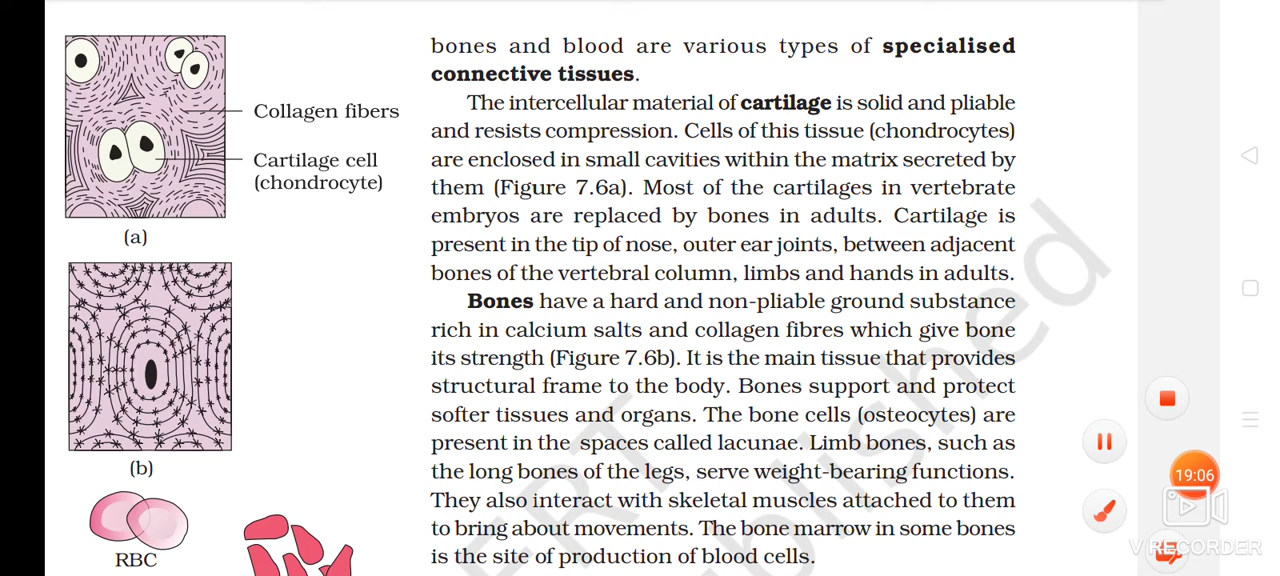 Collagen fibers
Cartilage cell
(chondrocyte)
(a)
(b)
RBC
bones and blood are various types of specialised
connective tissues.
The intercellular material of cartilage is solid and pliable
and resists compression. Cells of this tissue (chondrocytes)
are enclosed in small cavities within the matrix secreted by
them (Figure 7.6a). Most of the cartilages in vertebrate
embryos are replaced by bones in adults. Cartilage is
present in the tip of nose, outer ear joints, between adjacent
bones of the vertebral column, limbs and hands in adults.
Bones have a hard and non-pliable ground substance
rich in calcium salts and collagen fibres which give bone
its strength (Figure 7.6b). It is the main tissue that provides
structural frame to the body. Bones support and protect
softer tissues and organs. The bone cells (osteocytes) are
present in the spaces called lacunae. Limb bones, such as
the long bones of the legs, serve weight-bearing functions.
They also interact with skeletal muscles attached to them
to bring about movements. The bone marrow in some bones
is the site of production of blood cells.
19:06
V RECORDER